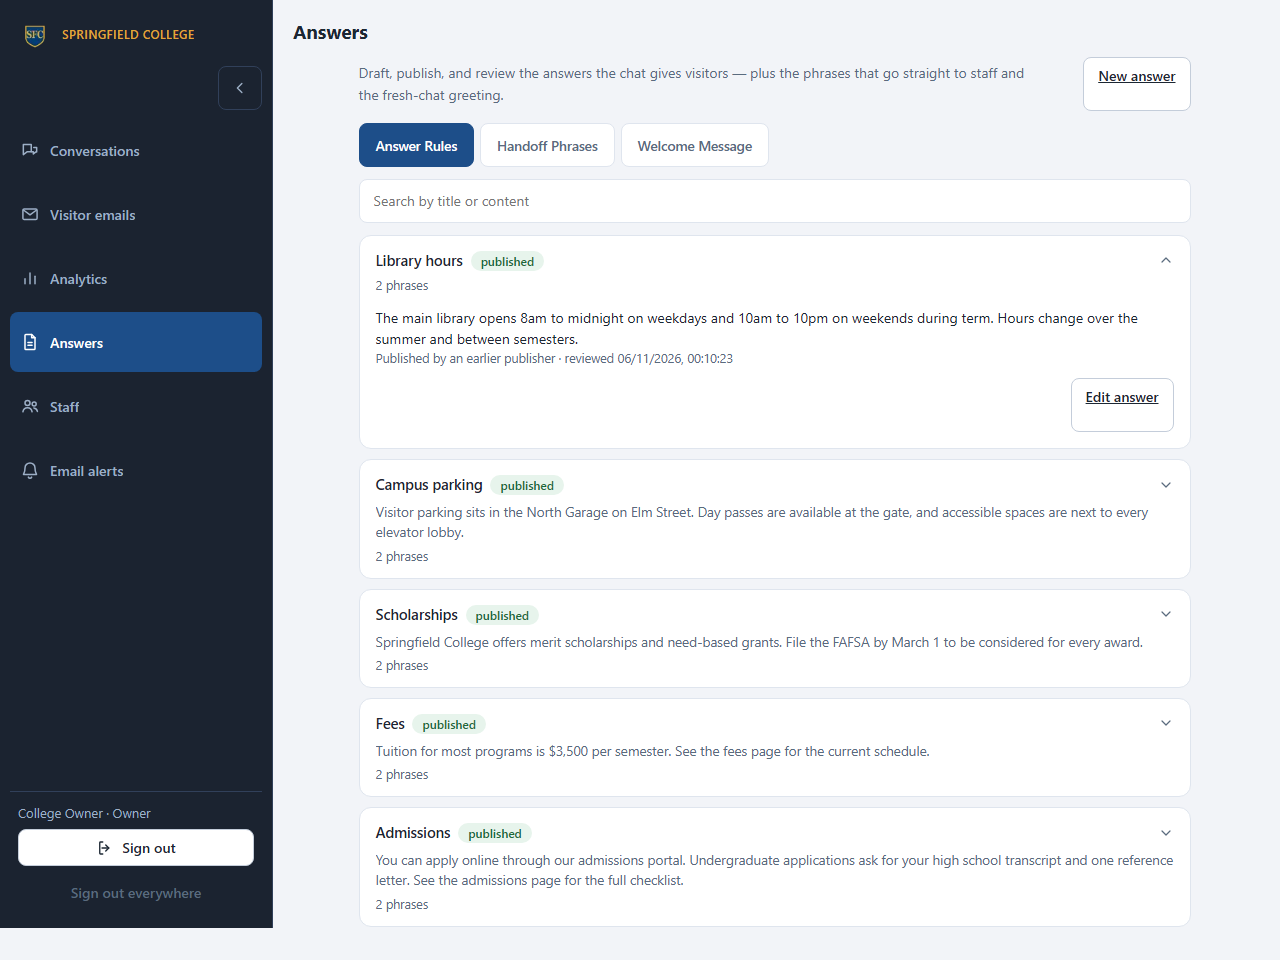 SFC
SPRINGFIELD COLLEGE
Conversations
Visitor emails
Analytics
Answers
Staff
Email alerts
College Owner · Owner
Sign out
Sign out everywhere
Answers
Draft, publish, and review the answers the chat gives visitors — plus the phrases that go straight to staff and
the fresh-chat greeting.
New answer
Answer Rules
Handoff Phrases
Welcome Message
Search by title or content
Library hours published
2 phrases
The main library opens 8am to midnight on weekdays and 10am to 10pm on weekends during term. Hours change over the
summer and between semesters.
Published by an earlier publisher · reviewed 06/11/2026, 00:10:23
Edit answer
Campus parking published
Visitor parking sits in the North Garage on Elm Street. Day passes are available at the gate, and accessible spaces are next to every
elevator lobby.
2 phrases
Scholarships published
Springfield College offers merit scholarships and need-based grants. File the FAFSA by March 1 to be considered for every award.
2 phrases
Fees published
Tuition for most programs is $3,500 per semester. See the fees page for the current schedule.
2 phrases
Admissions published
You can apply online through our admissions portal. Undergraduate applications ask for your high school transcript and one reference
letter. See the admissions page for the full checklist.
2 phrases